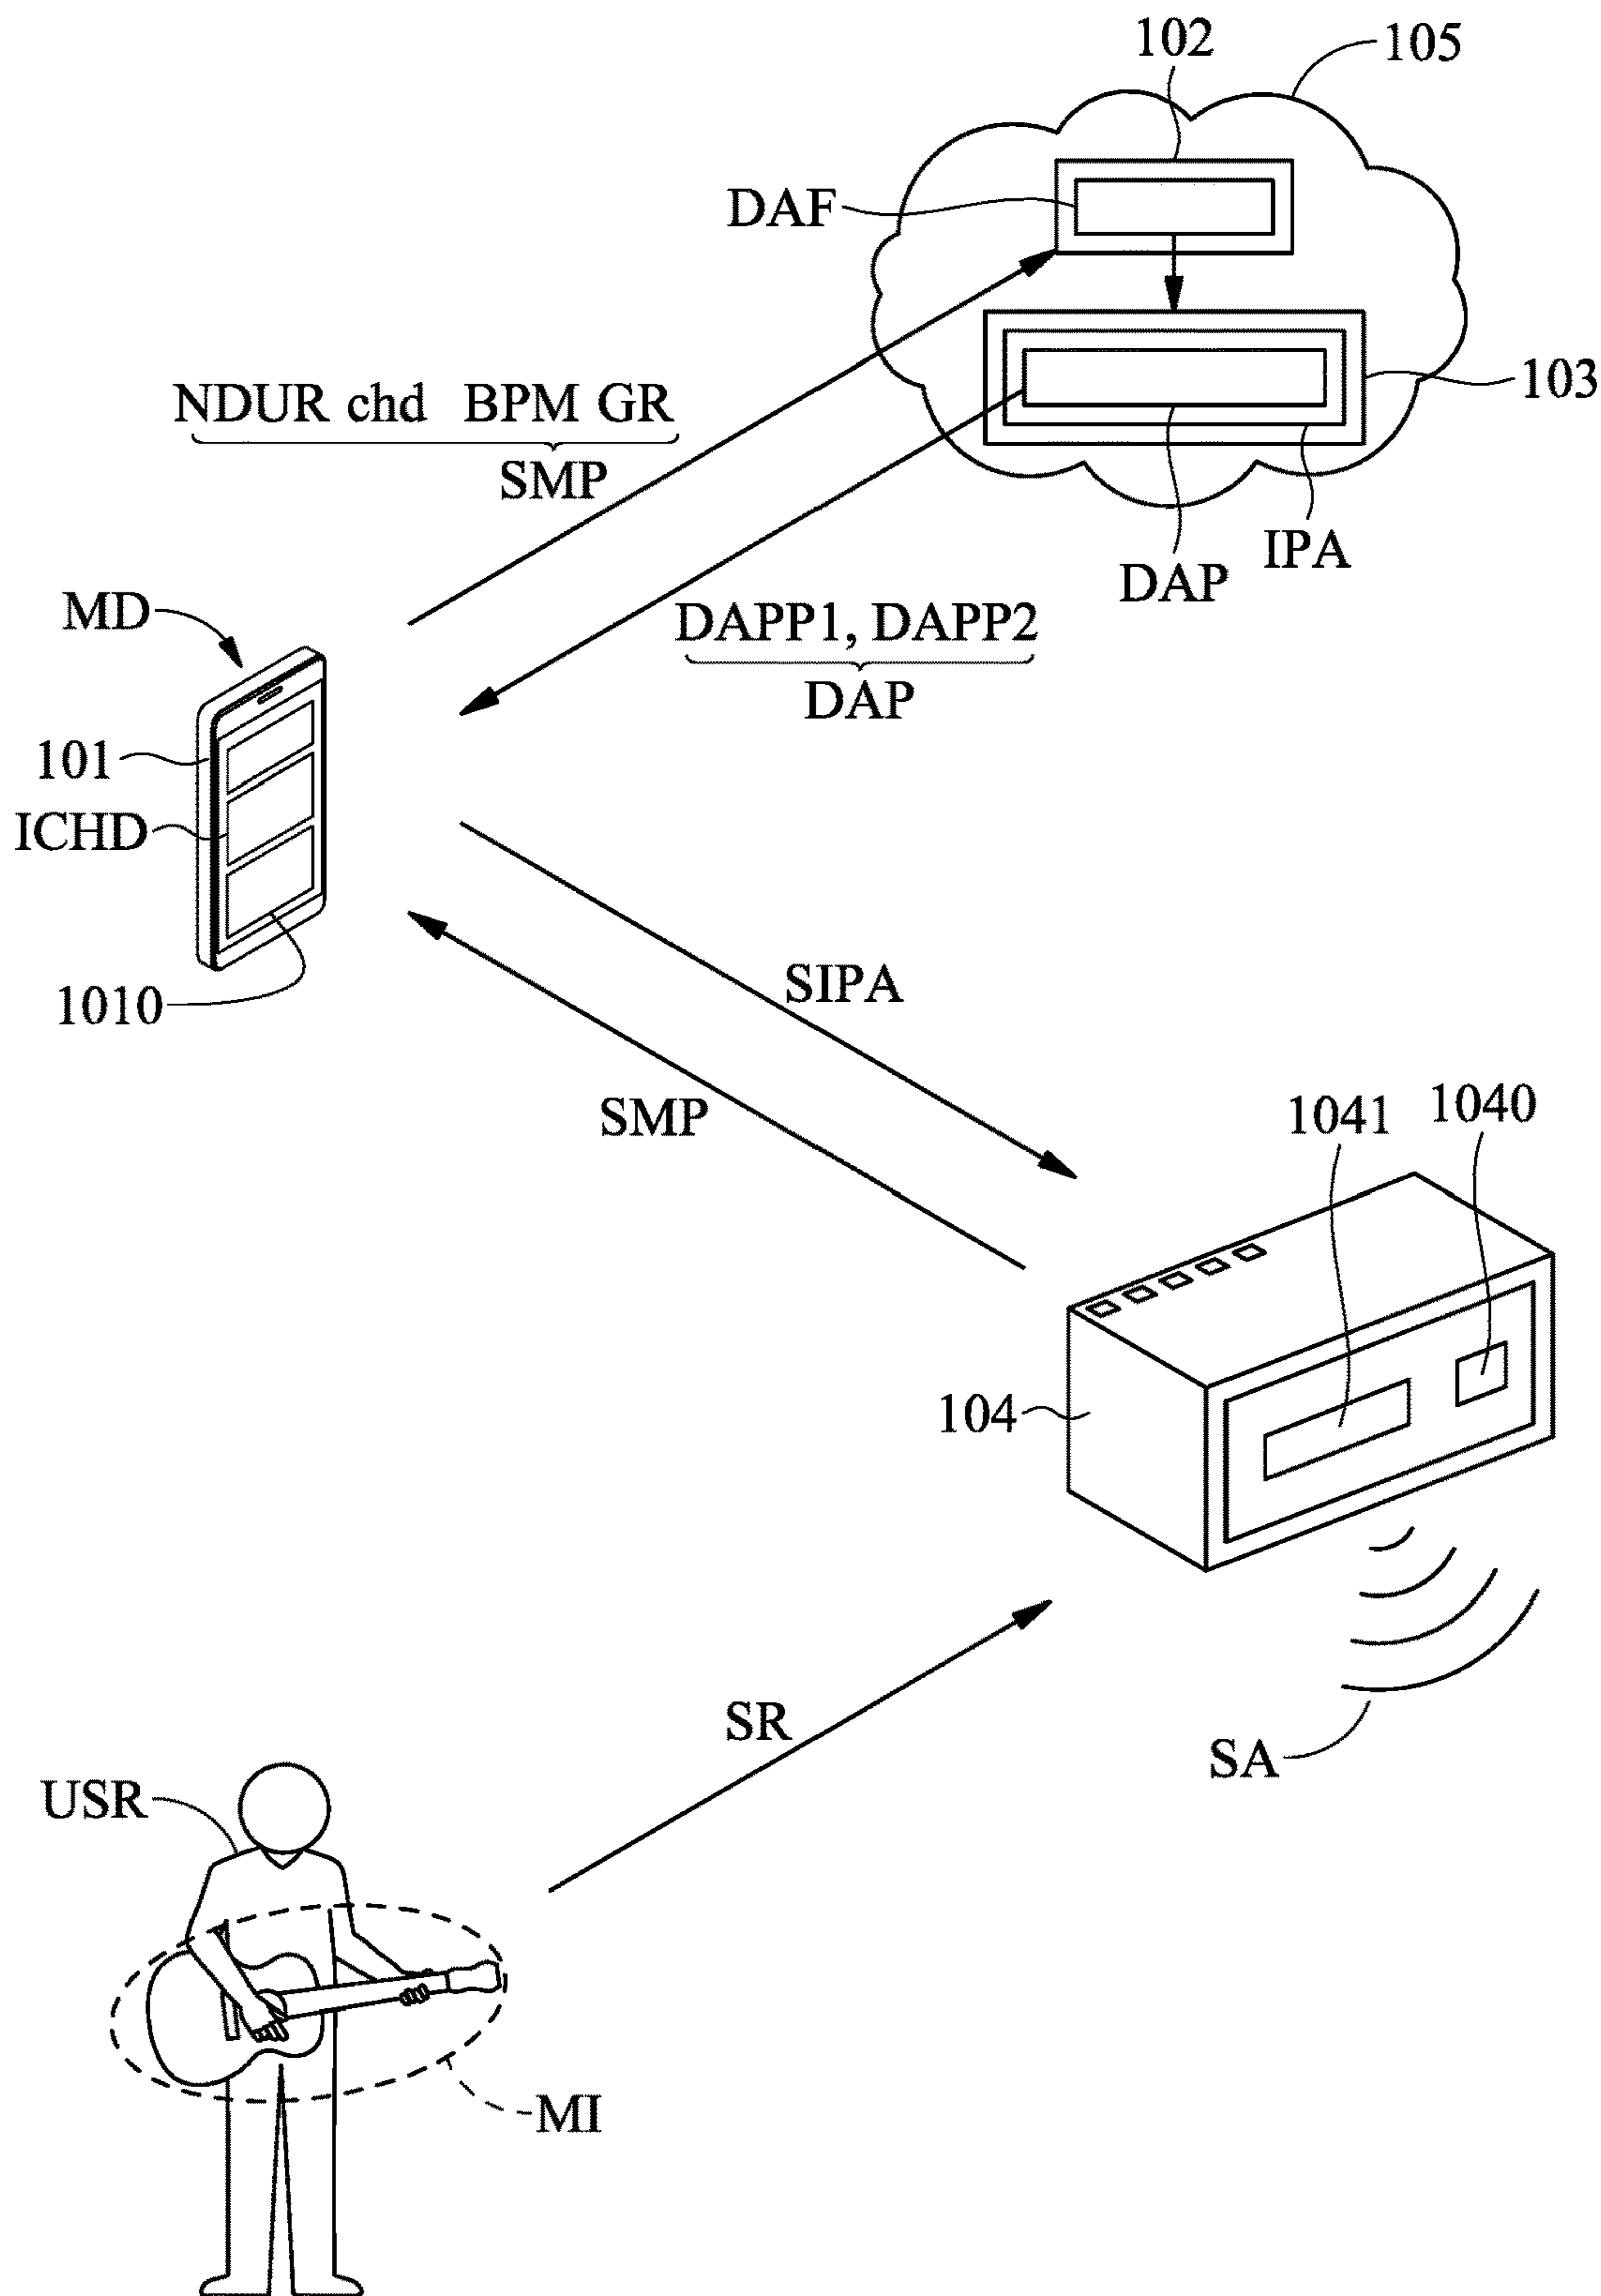 102
105
DAF
103
NDUR chd BPM GR
SMP
IPA
DAP
MD
DAPP1, DAPP2
DAP
101
ICHD
1010
SIPA
SMP
1041
1040
104
SR
SA
USR
MI